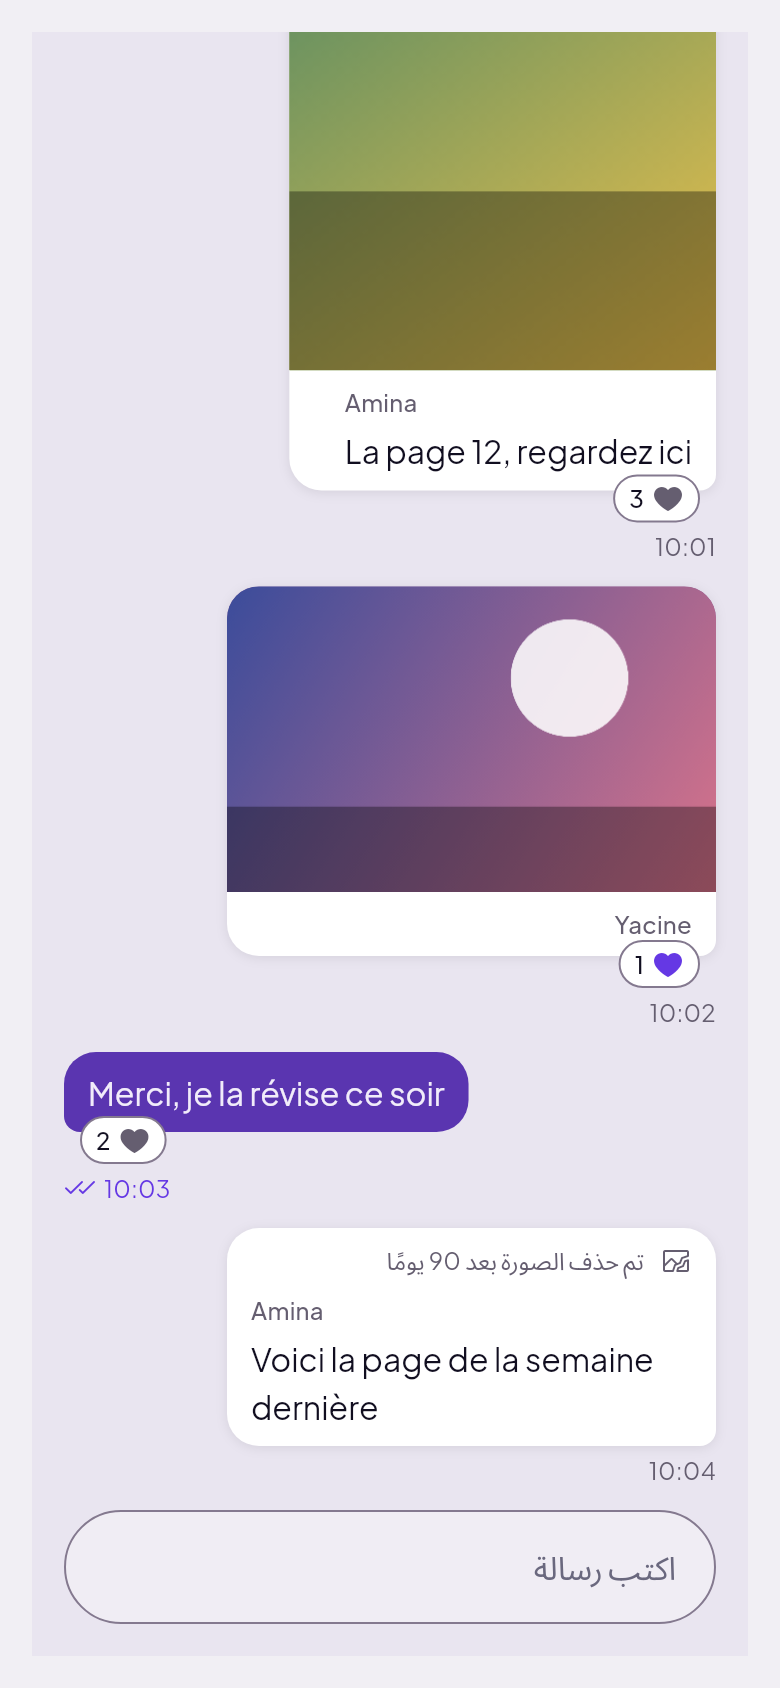 Amina
La page 12, regardez ici
3
10:01
Yacine
1
10:02
Merci, je la révise ce soir
2
10:03
تم حذف الصورة بعد 90 يومًا
Amina
Voici la page de la semaine
dernière
10:04
اكتب رسالة